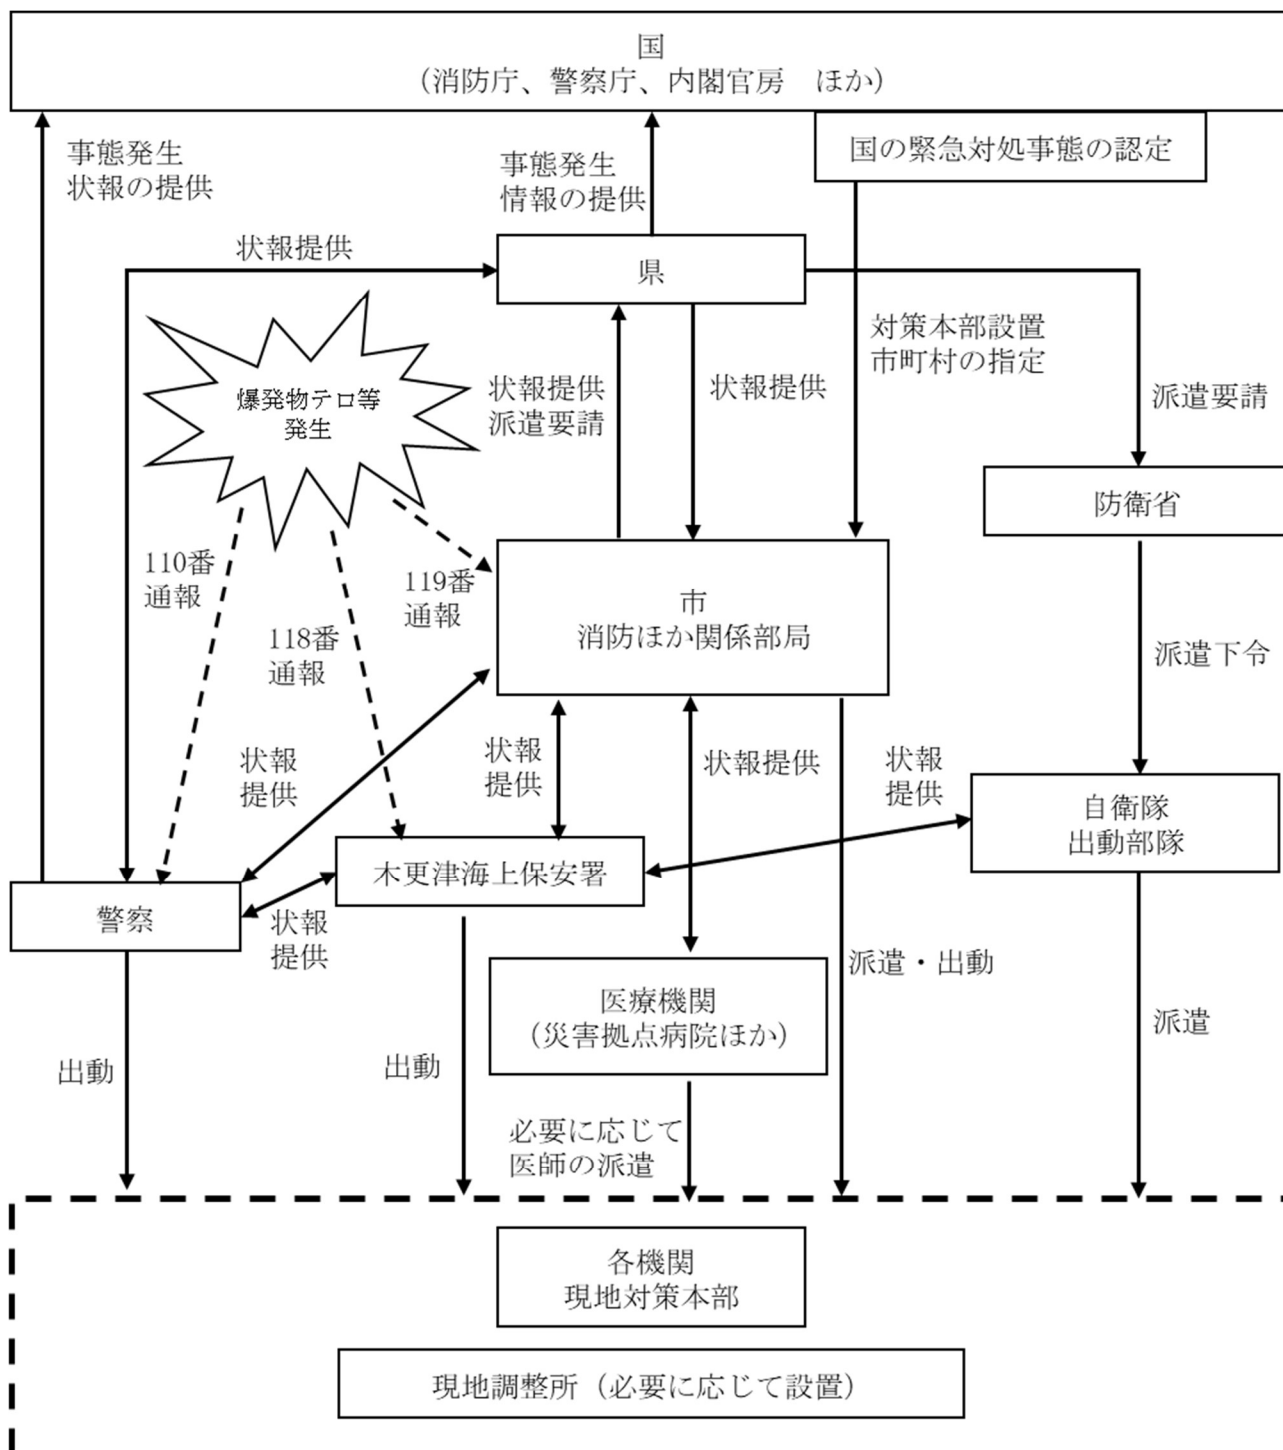 国
（消防庁、警察庁、内閣官房　ほか）
国の緊急対処事態の認定
事態発生
状報の提供
事態発生
情報の提供
状報提供
県
対策本部設置
市町村の指定
爆発物テロ等
発生
状報提供
派遣要請
状報提供
派遣要請
防衛省
110番
通報
118番
通報
119番
通報
市
消防ほか関係部局
派遣下令
状報
提供
状報
提供
状報提供
状報
提供
自衛隊
出動部隊
木更津海上保安署
警察
状報
提供
医療機関
（災害拠点病院ほか）
派遣・出動
派遣
出動
出動
必要に応じて
医師の派遣
各機関
現地対策本部
現地調整所（必要に応じて設置）